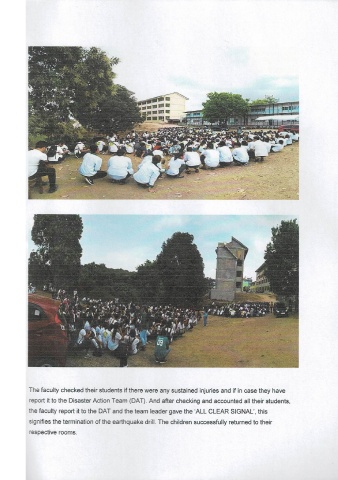 The faculty checked their students if there were any sustained injuries and if in case they have
report it to the Disaster Action Team (DAT). And after checking and accounted all their students,
the faculty report it to the DAT and the team leader gave the 'ALL CLEAR SIGNAL', this
signifies the termination of the earthquake drill. The children successfully returned to their
respective rooms.